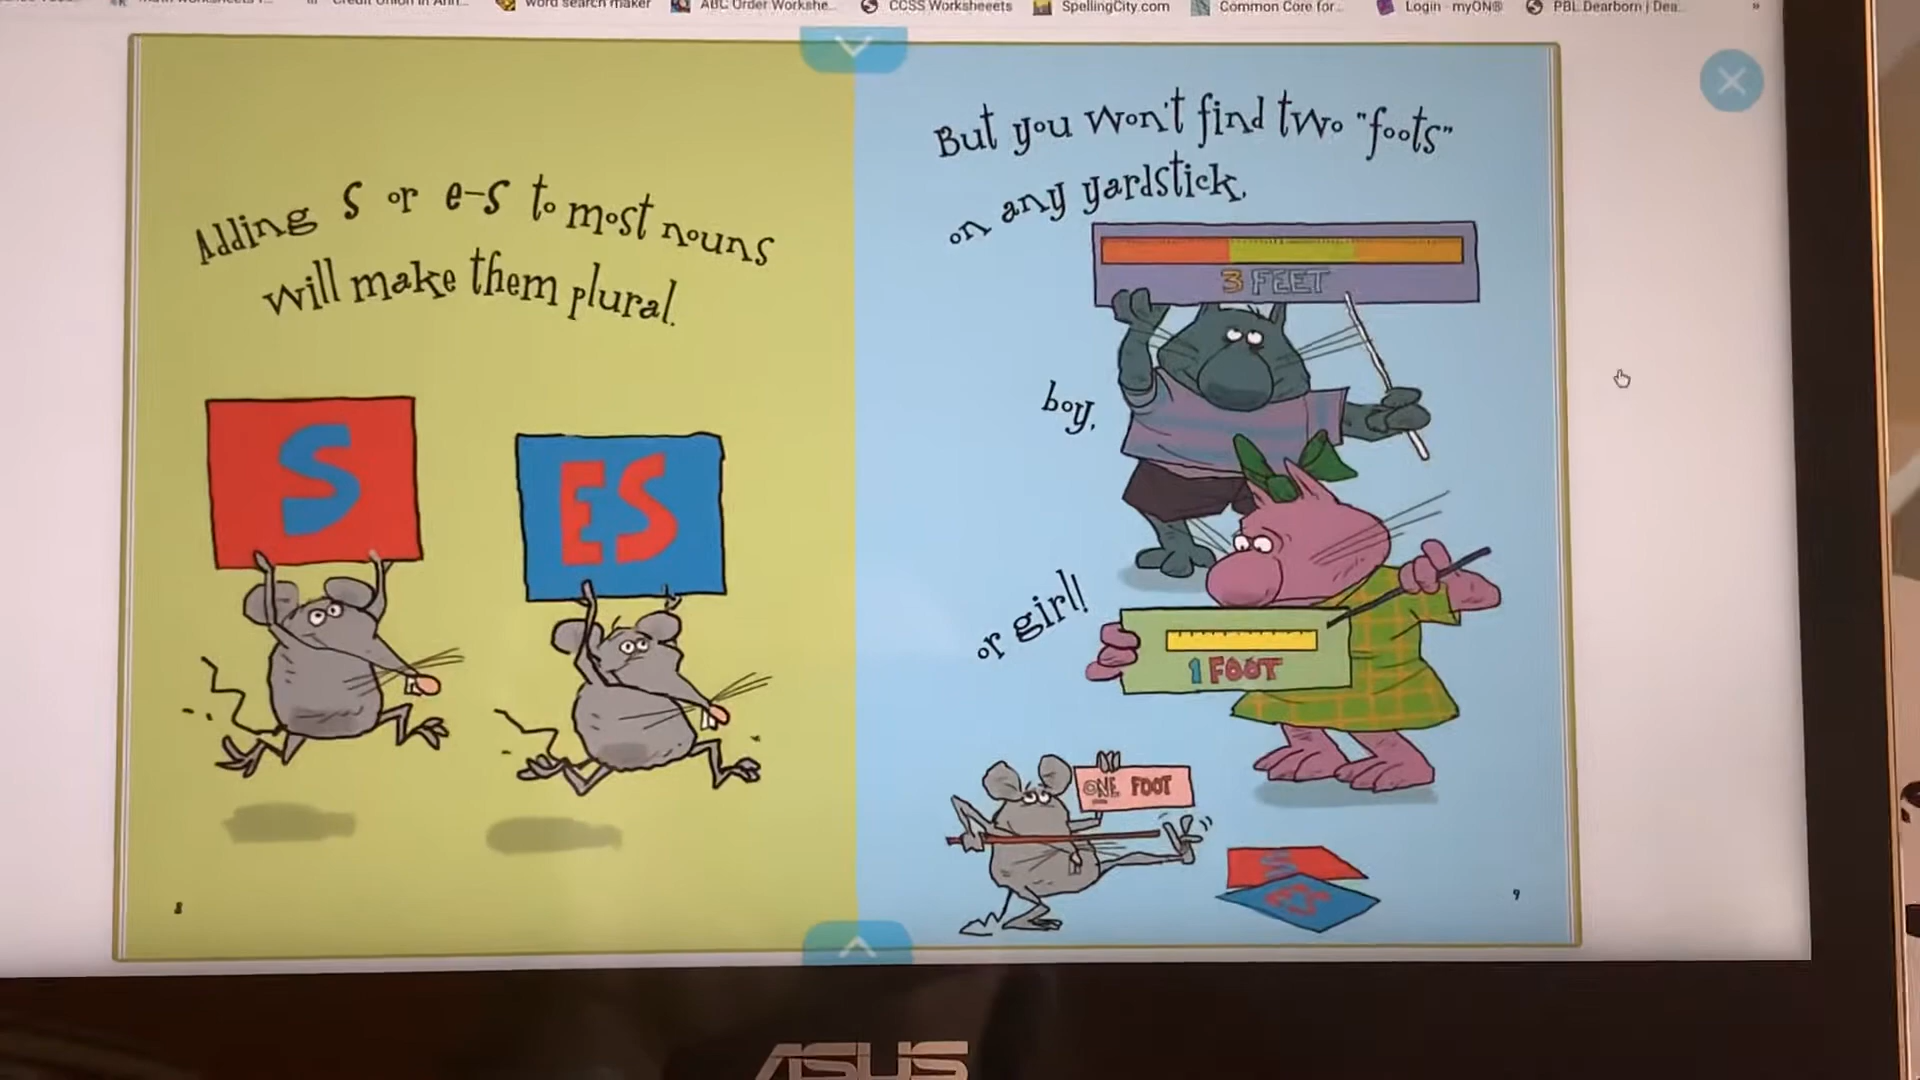 word search maker
ABC Order Workshe...
CCSS Worksheets
SpellingCity.com
Common Core for...
Login - myON®
PBL Dearborn | Dea...
»
Adding s or e-s to most nouns
will make them plural.
S
ES
8
But you won't find two "foots"
on any yardstick,
3 FEET
boy,
or girl!
1 FOOT
ONE FOOT
S
ES
9
ASUS